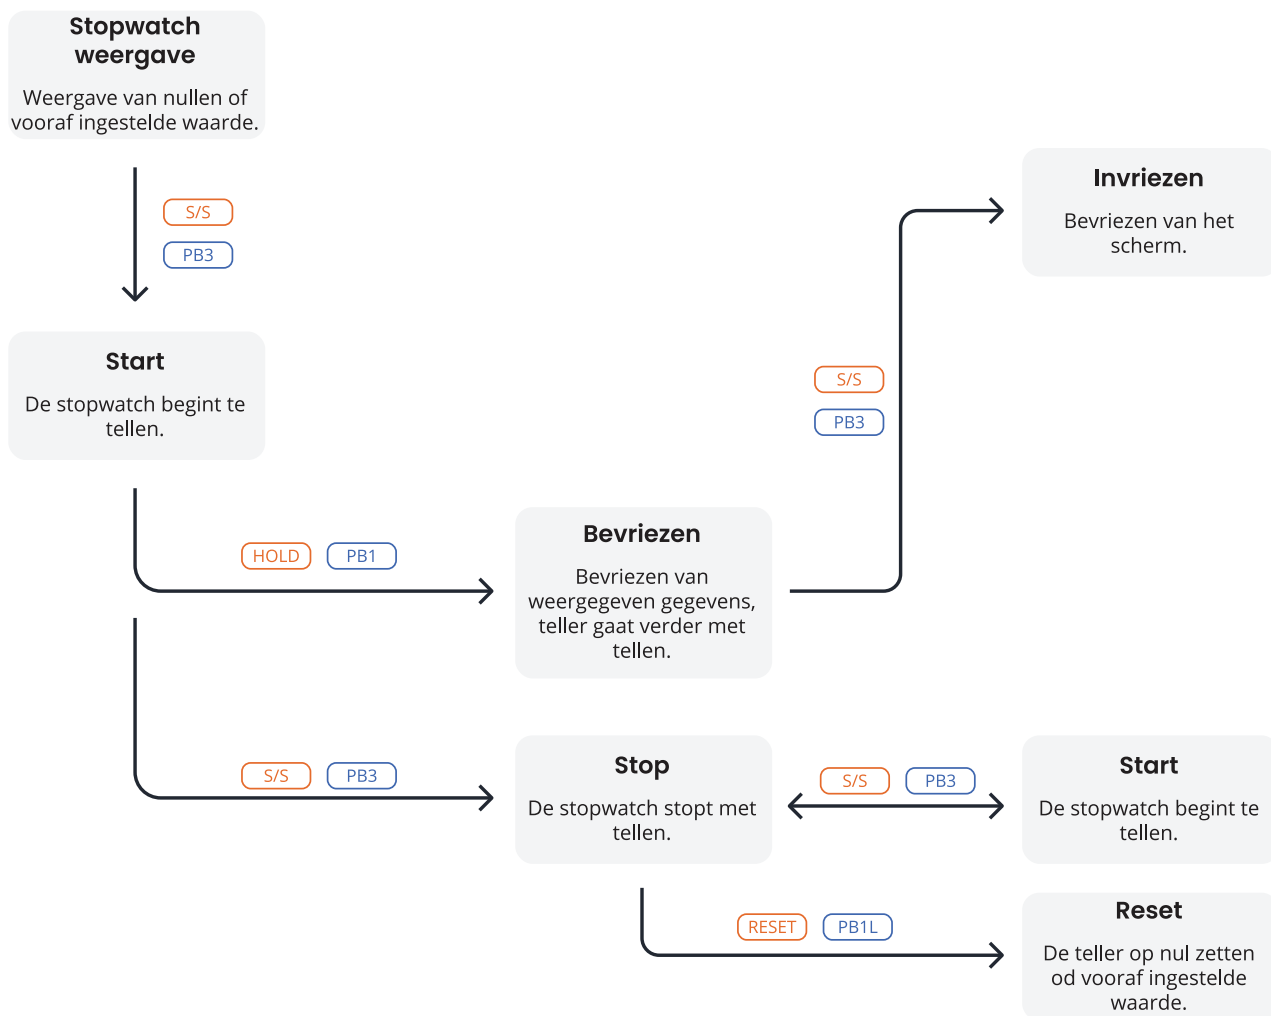 Stopwatch
weergave
Weergave van nullen of
vooraf ingestelde waarde.
S/S
PB3
Start
De stopwatch begint te
tellen.
HOLD PB1
Bevriezen
Bevriezen van
weergegeven gegevens,
teller gaat verder met
tellen.
S/S
PB3
Invriezen
Bevriezen van het
scherm.
S/S PB3
Stop
De stopwatch stopt met
tellen.
S/S PB3
Start
De stopwatch begint te
tellen.
RESET PB1L
Reset
De teller op nul zetten
od vooraf ingestelde
waarde.